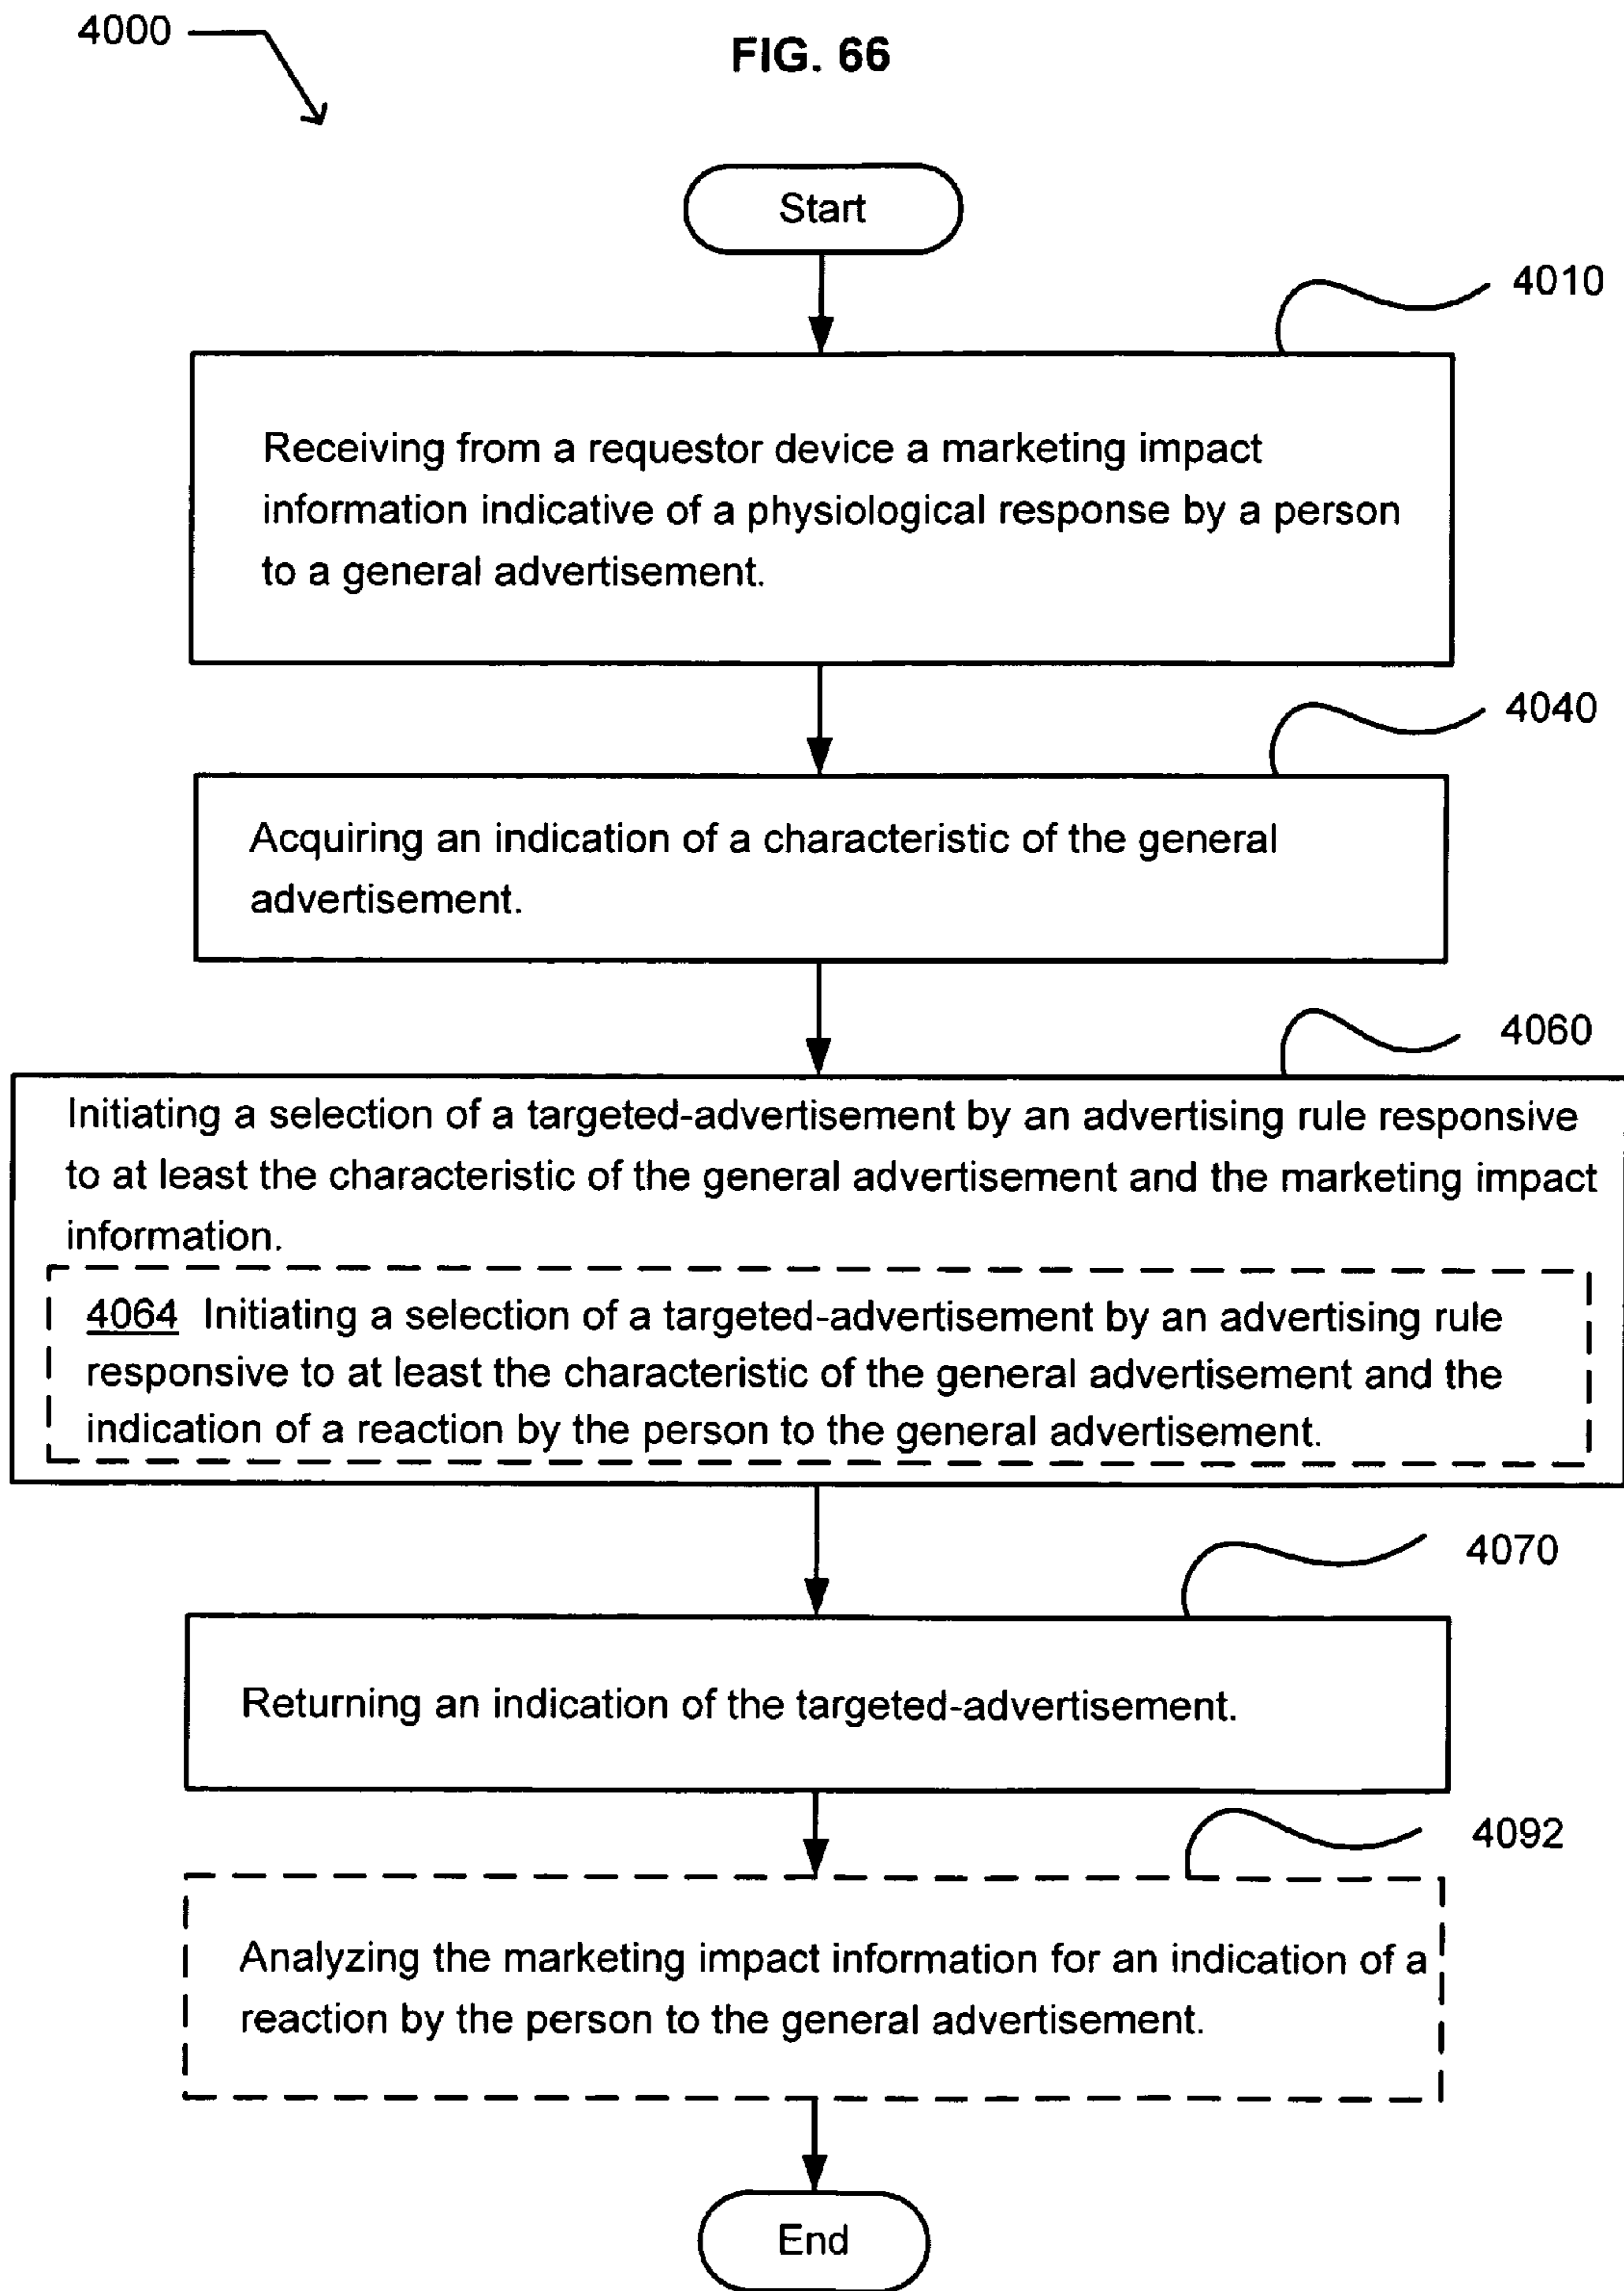 4000
FIG. 66
Start
4010
Receiving from a requestor device a marketing impact
information indicative of a physiological response by a person
to a general advertisement.
4040
Acquiring an indication of a characteristic of the general
advertisement.
4060
Initiating a selection of a targeted-advertisement by an advertising rule responsive
to at least the characteristic of the general advertisement and the marketing impact
information.
4064 Initiating a selection of a targeted-advertisement by an advertising rule
responsive to at least the characteristic of the general advertisement and the
indication of a reaction by the person to the general advertisement.
4070
Returning an indication of the targeted-advertisement.
4092
Analyzing the marketing impact information for an indication of a
reaction by the person to the general advertisement.
End